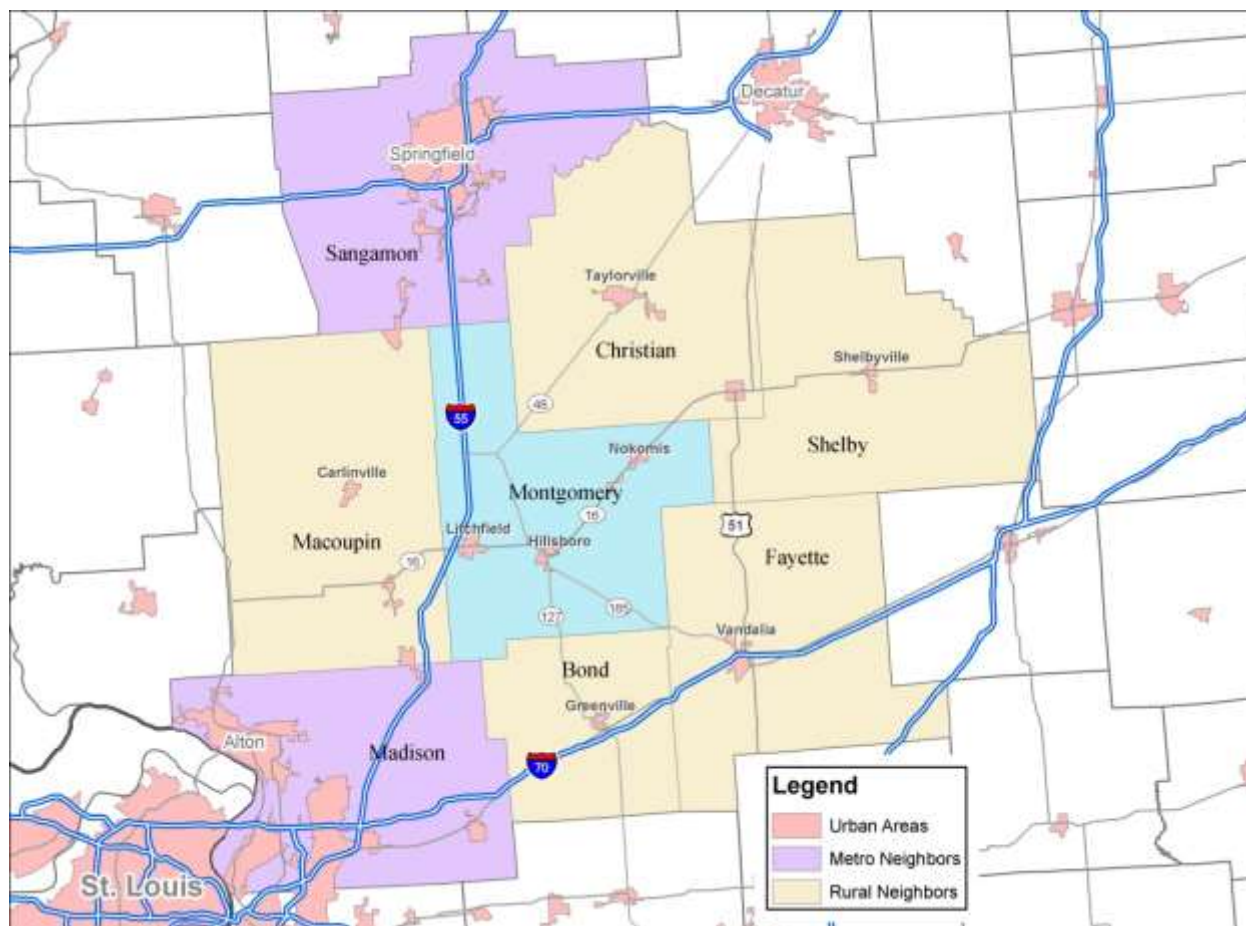 Decatur
Springfield
Sangamon
Taylorville
Christian
Shelbyville
48
55
Shelby
Nokomis
Carlinville
Montgomery
16
51
Litchfield
Hillsboro
Macoupin
Fayette
16
127
185
Vandalia
Bond
Greenville
Alton
Madison
70
St. Louis
Legend
Urban Areas
Metro Neighbors
Rural Neighbors